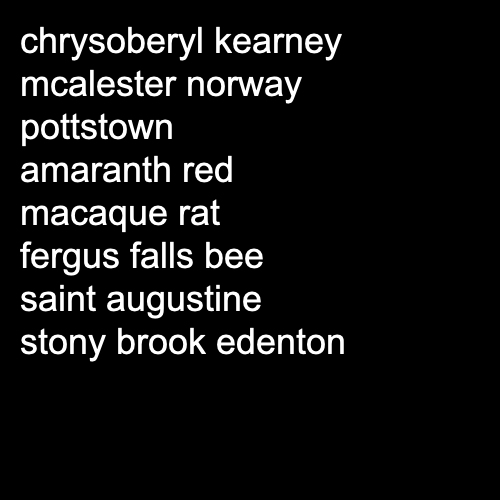 chrysoberyl kearney
mcalester norway
pottstown
amaranth red
macaque rat
fergus falls bee
saint augustine
stony brook edenton